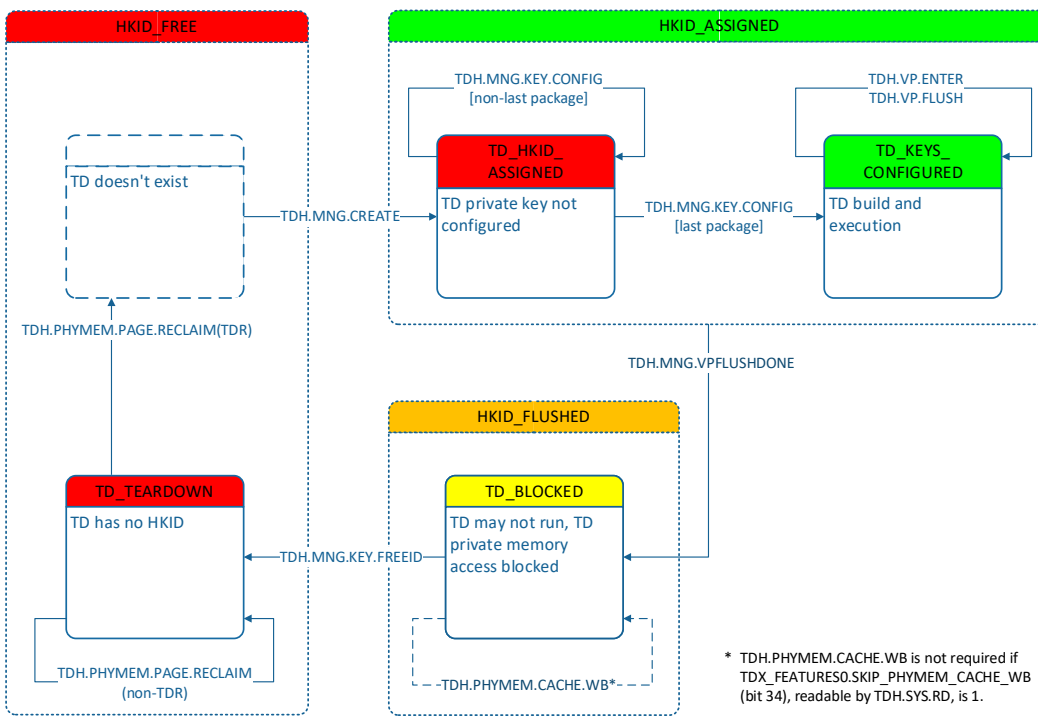 HKID_FREE
HKID_ASSIGNED
TDH.MNG.KEY.CONFIG
[non-last package]
TDH.VP.ENTER
TDH.VP.FLUSH
TD doesn't exist
TD_HKID_
ASSIGNED
TD private key not
configured
TD_KEYS_
CONFIGURED
TD build and
execution
TDH.MNG.CREATE
TDH.MNG.KEY.CONFIG
[last package]
TDH.PHYMEM.PAGE.RECLAIM(TDR)
TDH.MNG.VPFLUSHDONE
HKID_FLUSHED
TD_TEARDOWN
TD has no HKID
TD_BLOCKED
TD may not run, TD
private memory
access blocked
TDH.MNG.KEY.FREEID
TDH.PHYMEM.PAGE.RECLAIM
(non-TDR)
TDH.PHYMEM.CACHE.WB*
* TDH.PHYMEM.CACHE.WB is not required if
TDX_FEATURES0.SKIP_PHYMEM_CACHE_WB
(bit 34), readable by TDH.SYS.RD, is 1.